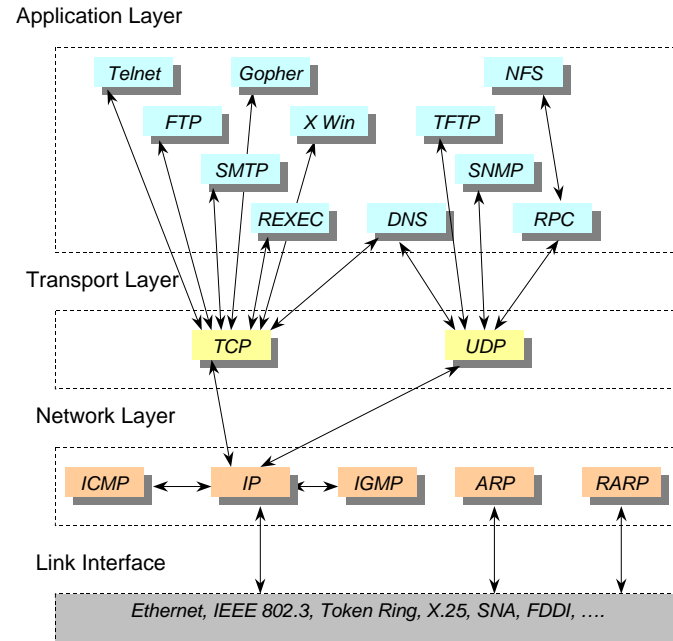 Application Layer
Telnet
Gopher
NFS
FTP
X Win
TFTP
SMTP
SNMP
REXEC
DNS
RPC
Transport Layer
TCP
UDP
Network Layer
ICMP
IP
IGMP
ARP
RARP
Link Interface
Ethernet, IEEE 802.3, Token Ring, X.25, SNA, FDDI, ….